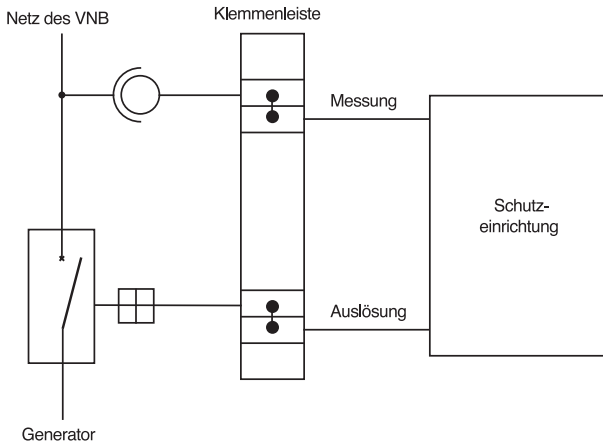 Netz des VNB
Klemmenleiste
Messung
Schutz-
einrichtung
Auslösung
Generator